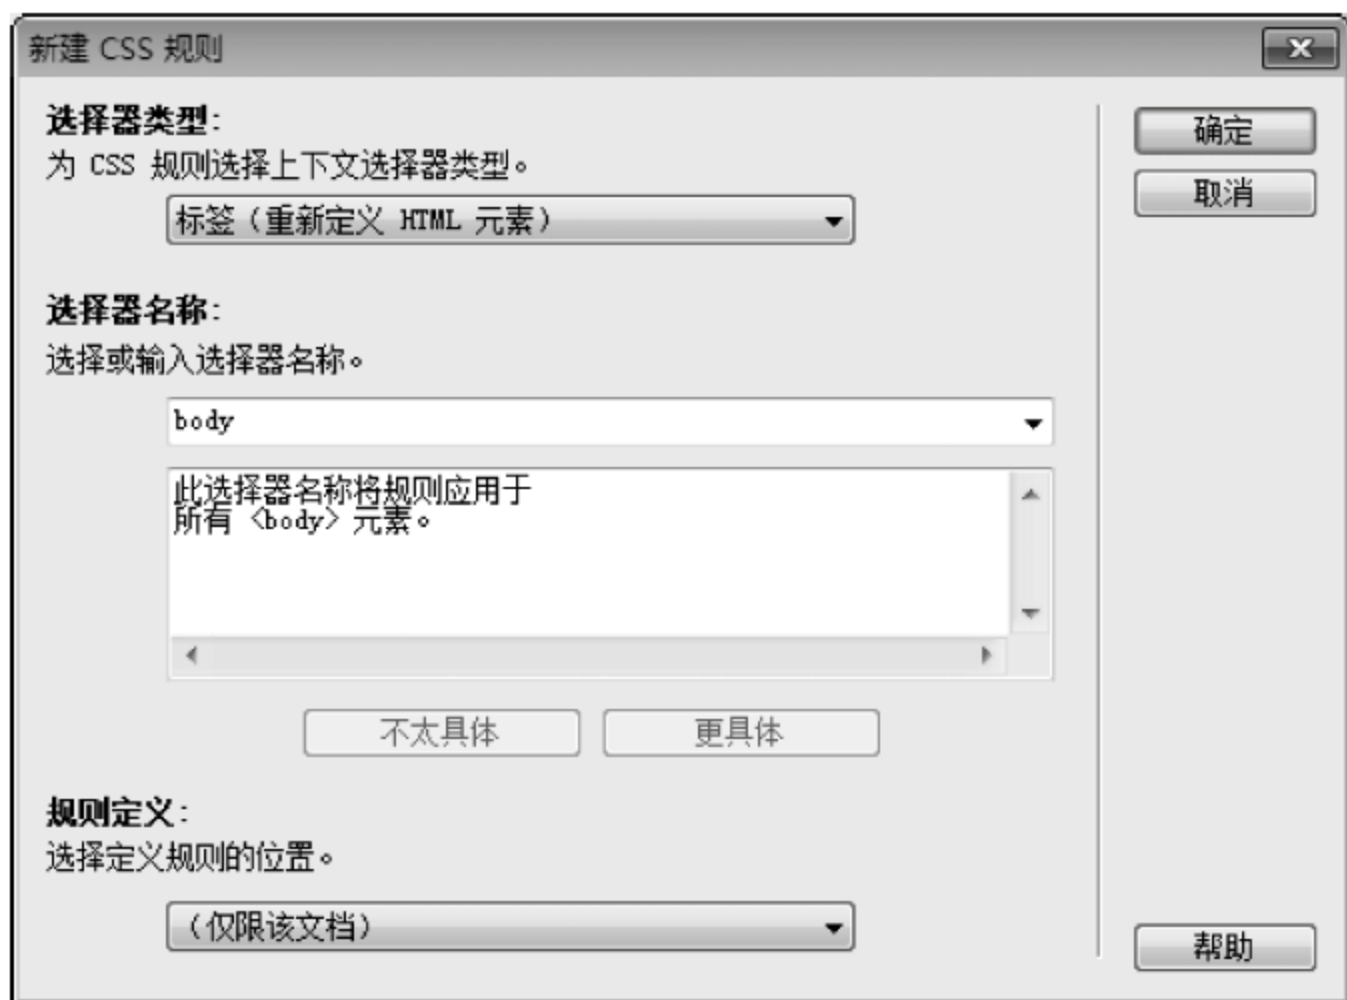 新建 CSS 规则
选择器类型:
确定
为 CSS 规则选择上下文选择器类型。
取消
标签（重新定义 HTML 元素）
选择器名称:
选择或输入选择器名称。
body
此选择器名称将规则应用于
所有 <body> 元素。
不太具体
更具体
规则定义:
选择定义规则的位置。
（仅限该文档）
帮助